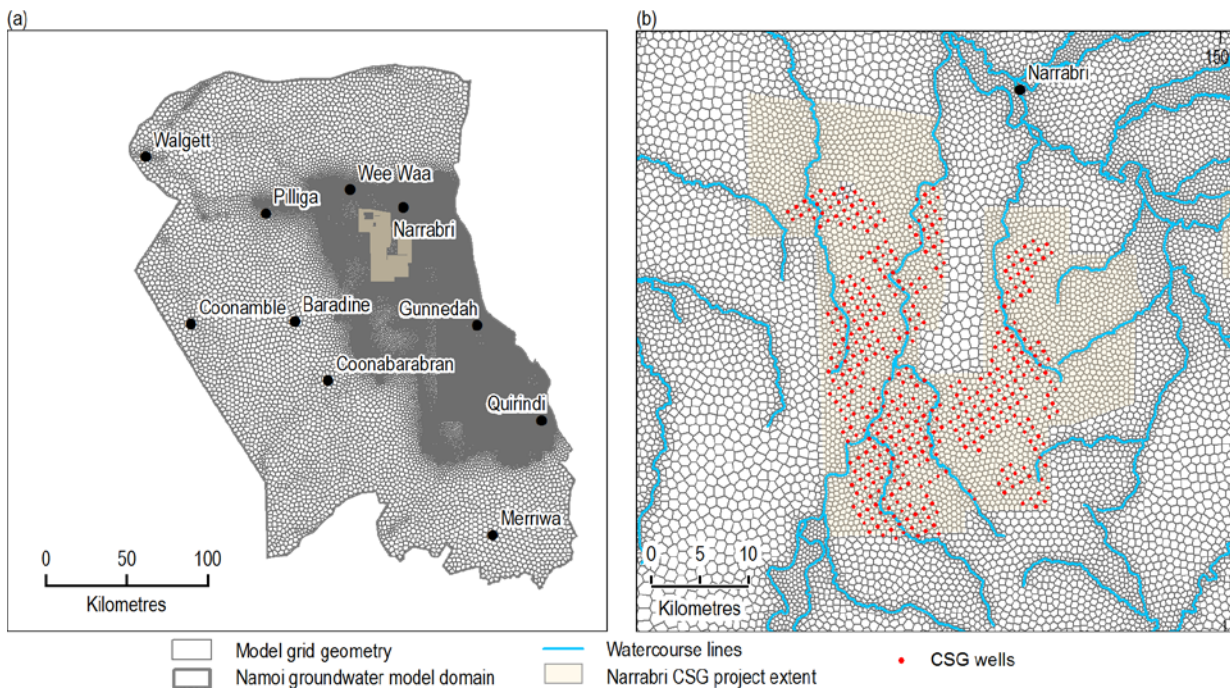 (a)
Walgett
Wee Waa
Pilliga
Narrabri
Coonamble
Baradine
Gunnedah
Coonabarabran
Quirindi
Merriwa
0 50 100
Kilometres
(b)
150
Narrabri
0 5 10
Kilometres
Model grid geometry
Namoi groundwater model domain
Watercourse lines
Narrabri CSG project extent
CSG wells